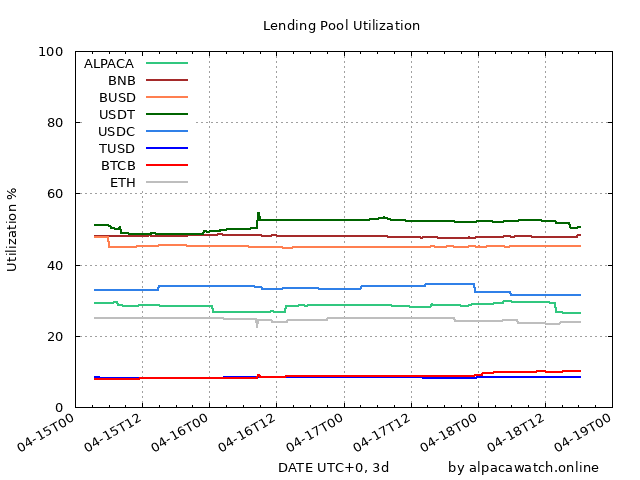 Lending Pool Utilization
100
80
60
40
20
0
Utilization %
ALPACA
BNB
BUSD
USDT
USDC
TUSD
BTCB
ETH
04-15T00
04-15T12
04-16T00
04-16T12
04-17T00
04-17T12
04-18T00
04-18T12
04-19T00
DATE UTC+0, 3d
by alpacawatch.online